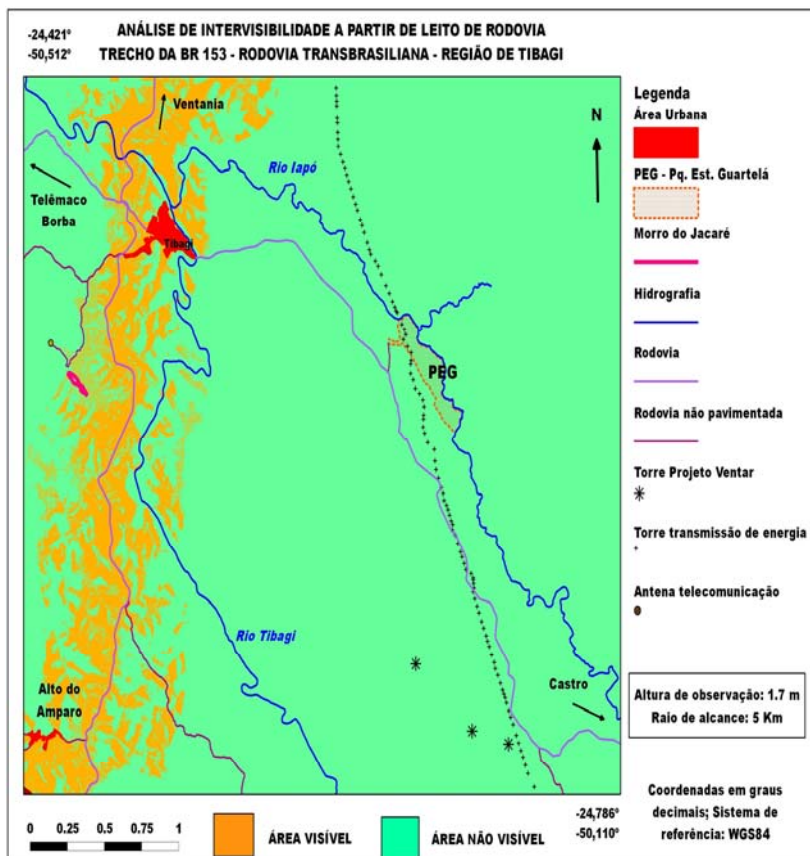 ANÁLISE DE INTERVISIBILIDADE A PARTIR DE LEITO DE RODOVIA
TRECHO DA BR 153 - RODOVIA TRANSBRASILIANA - REGIÃO DE TIBAGI
-24,421º
-50,512º
Ventania
Telêmaco
Borba
Rio Iapó
N
Tibagi
PEG
Rio Tibagi
Alto do
Amparo
Castro
Legenda
Área Urbana
PEG - Pq. Est. Guartelá
Morro do Jacaré
Hidrografia
Rodovia
Rodovia não pavimentada
Torre Projeto Ventar
Torre transmissão de energia
Antena telecomunicação
Altura de observação: 1.7 m
Raio de alcance: 5 Km
Coordenadas em graus
decimais; Sistema de
referência: WGS84
-24,786º
-50,110º
0 0.25 0.5 0.75 1
ÁREA VISÍVEL
ÁREA NÃO VISÍVEL